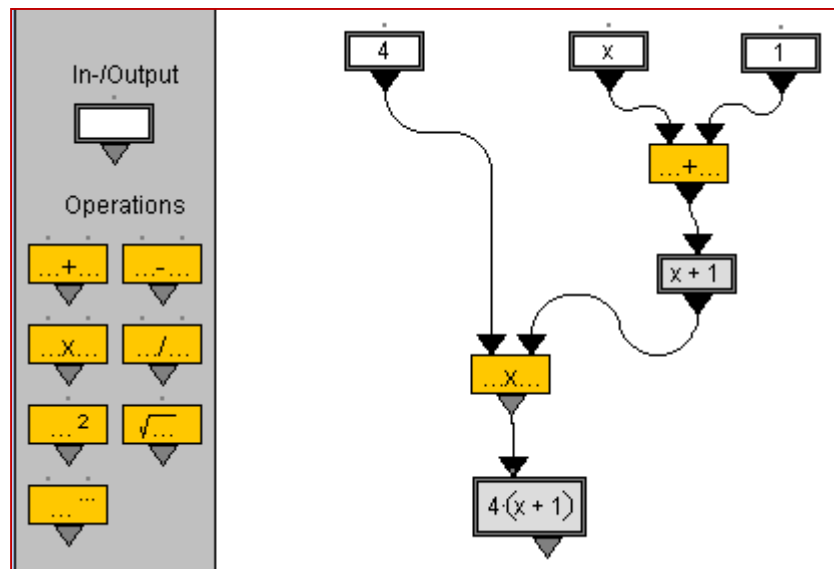 In-/Output
Operations
...+...
...-...
...x...
.../...
...²
√...
... ...
4
x
1
...+...
x + 1
...x...
4·(x + 1)